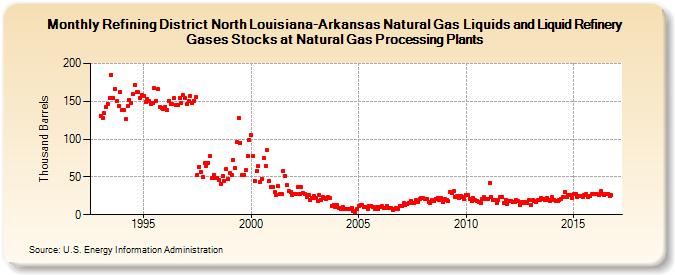 Monthly Refining District North Louisiana-Arkansas Natural Gas Liquids and Liquid Refinery
Gases Stocks at Natural Gas Processing Plants
Thousand Barrels
200
150
100
50
0
1995
2000
2005
2010
2015
Source: U.S. Energy Information Administration